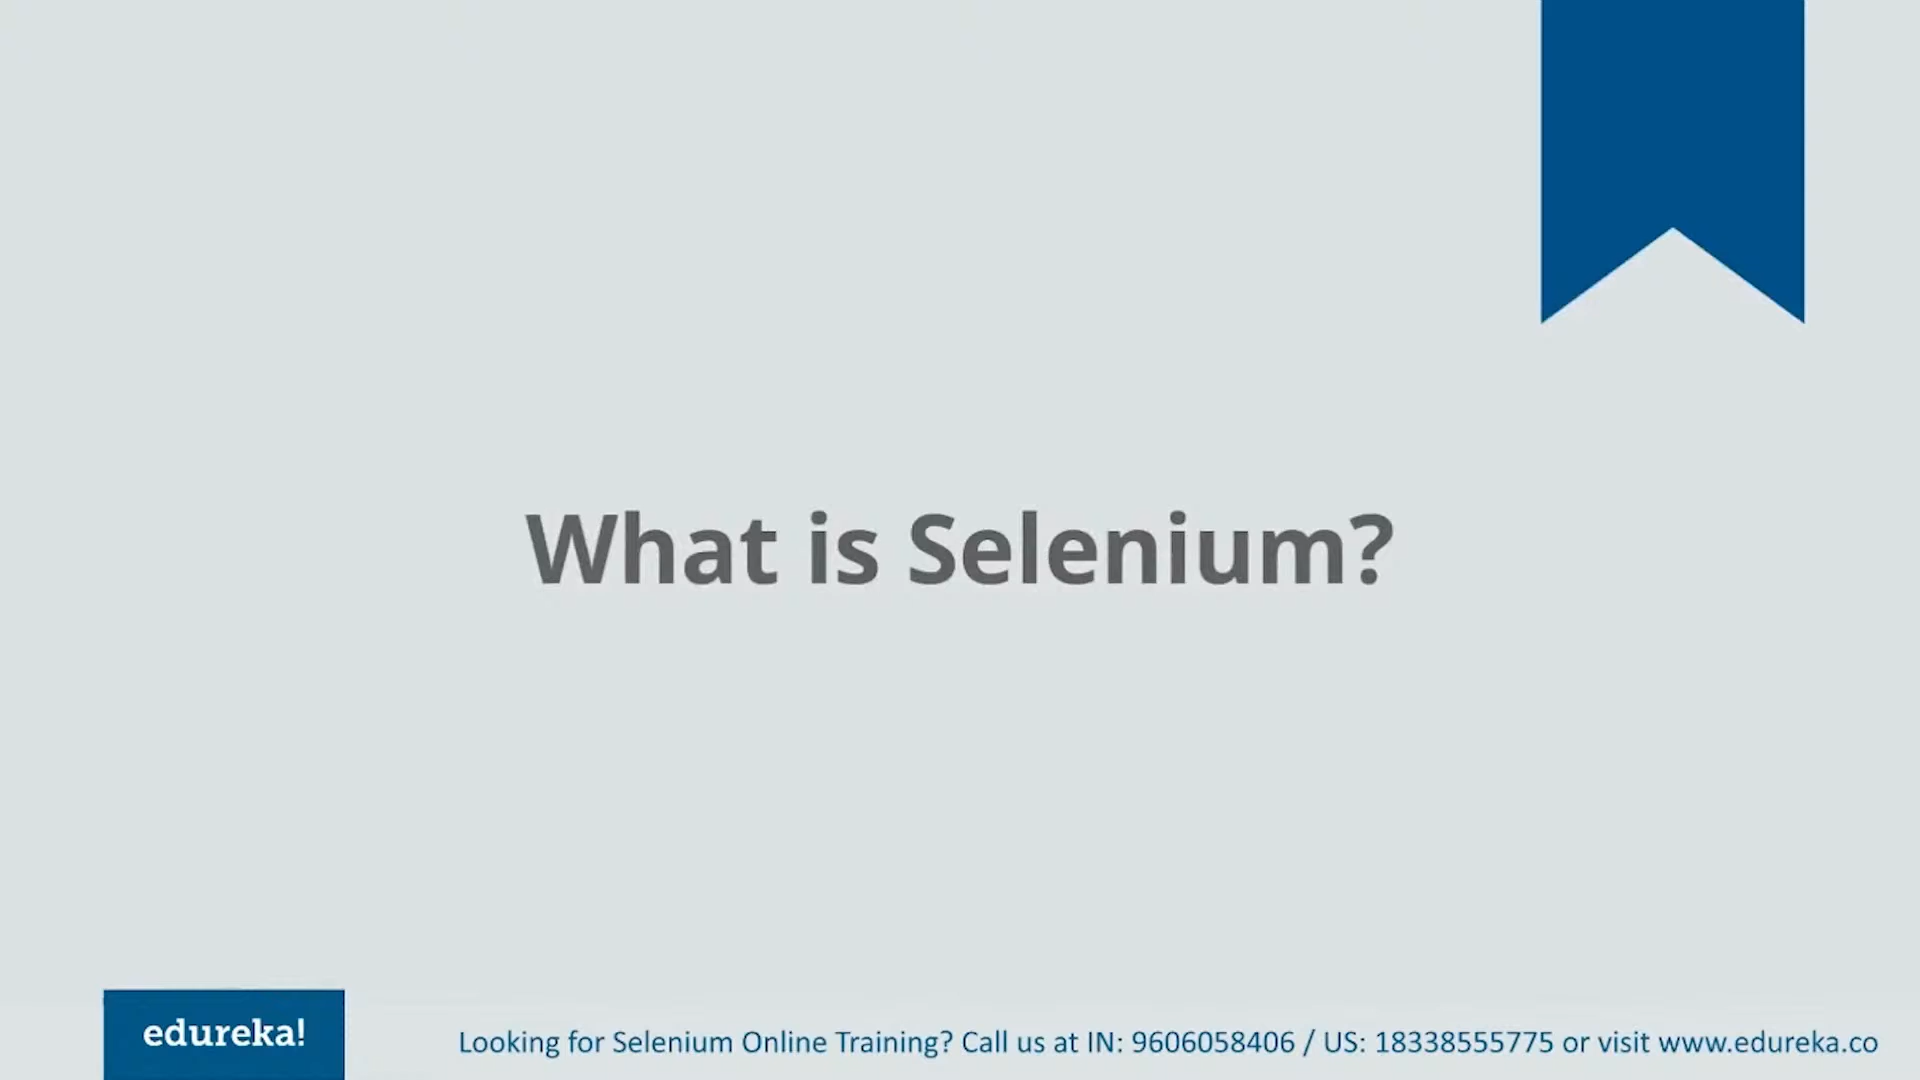 What is Selenium?
edureka!
Looking for Selenium Online Training? Call us at IN: 9606058406 / US: 18338555775 or visit www.edureka.co